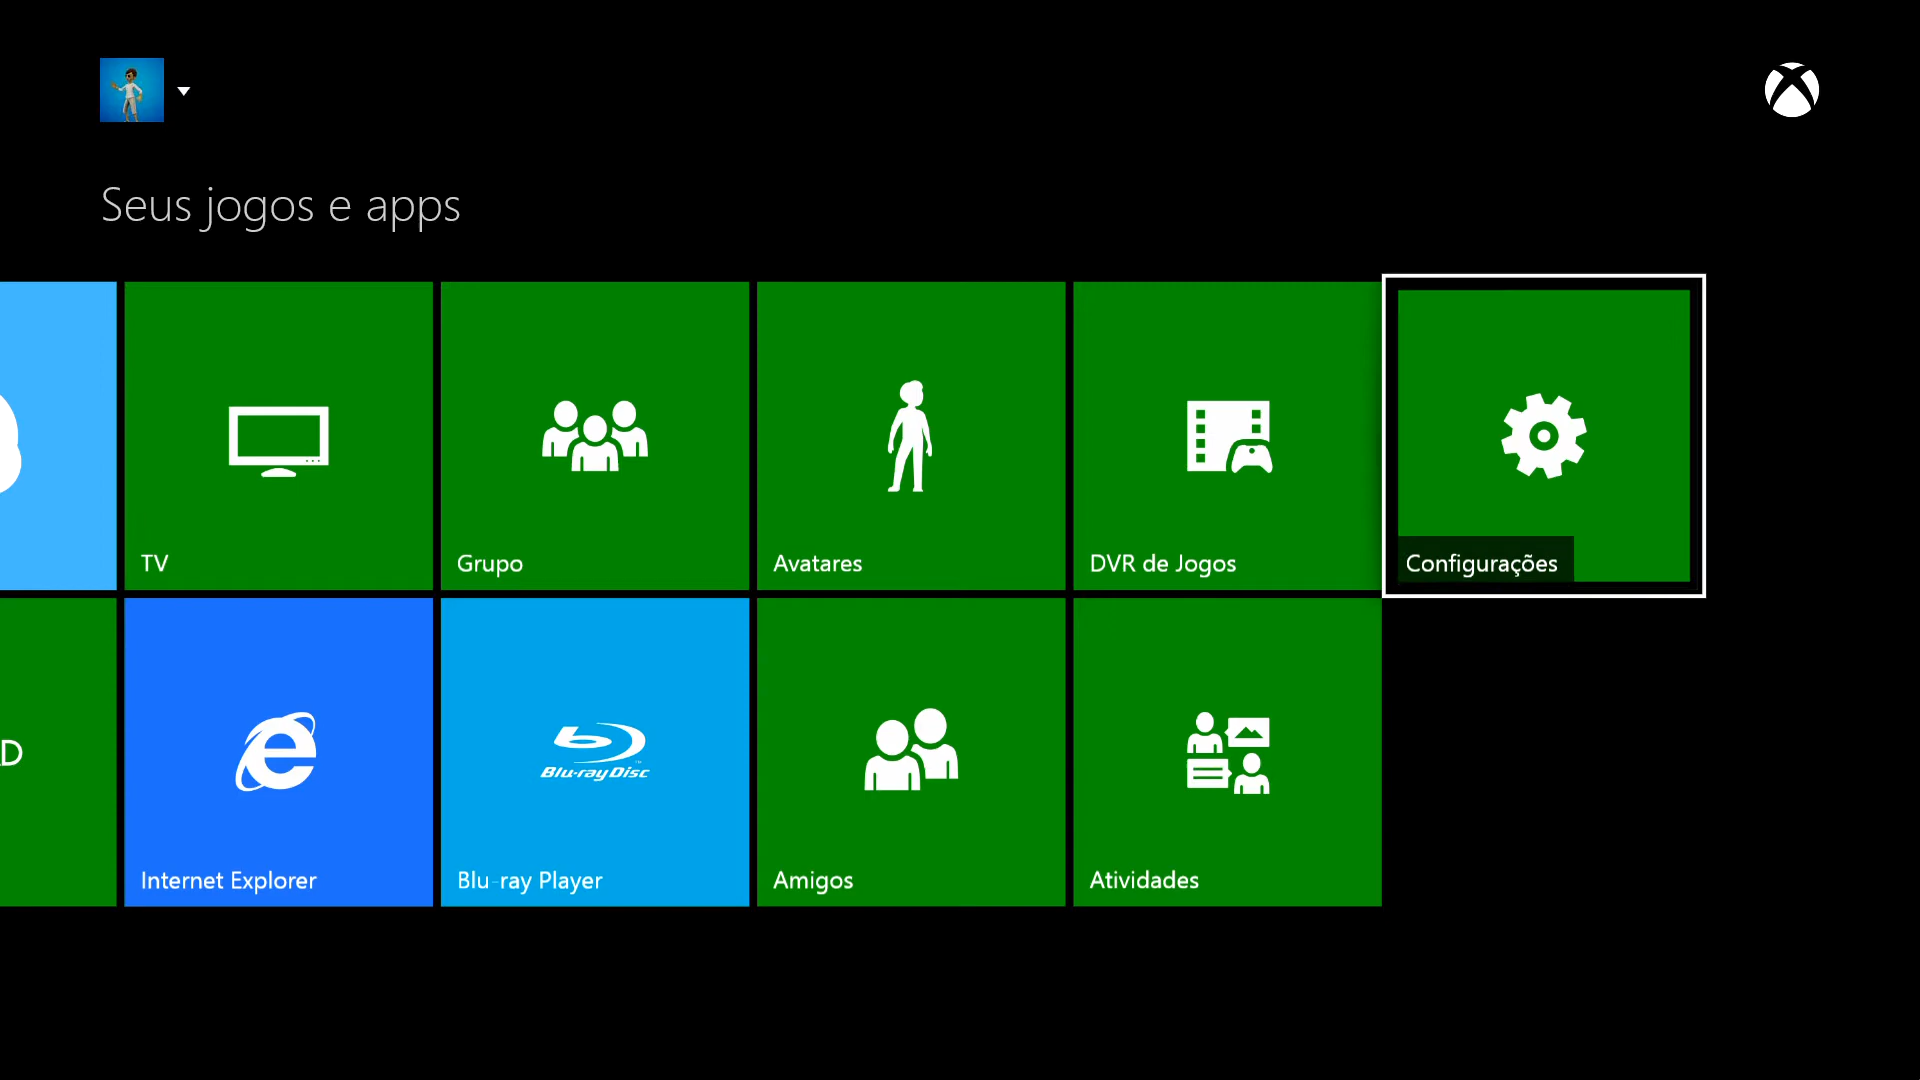 Seus jogos e apps
TV
Grupo
Avatares
DVR de Jogos
Configurações
D
Blu-ray Disc
Internet Explorer
Blu-ray Player
Amigos
Atividades